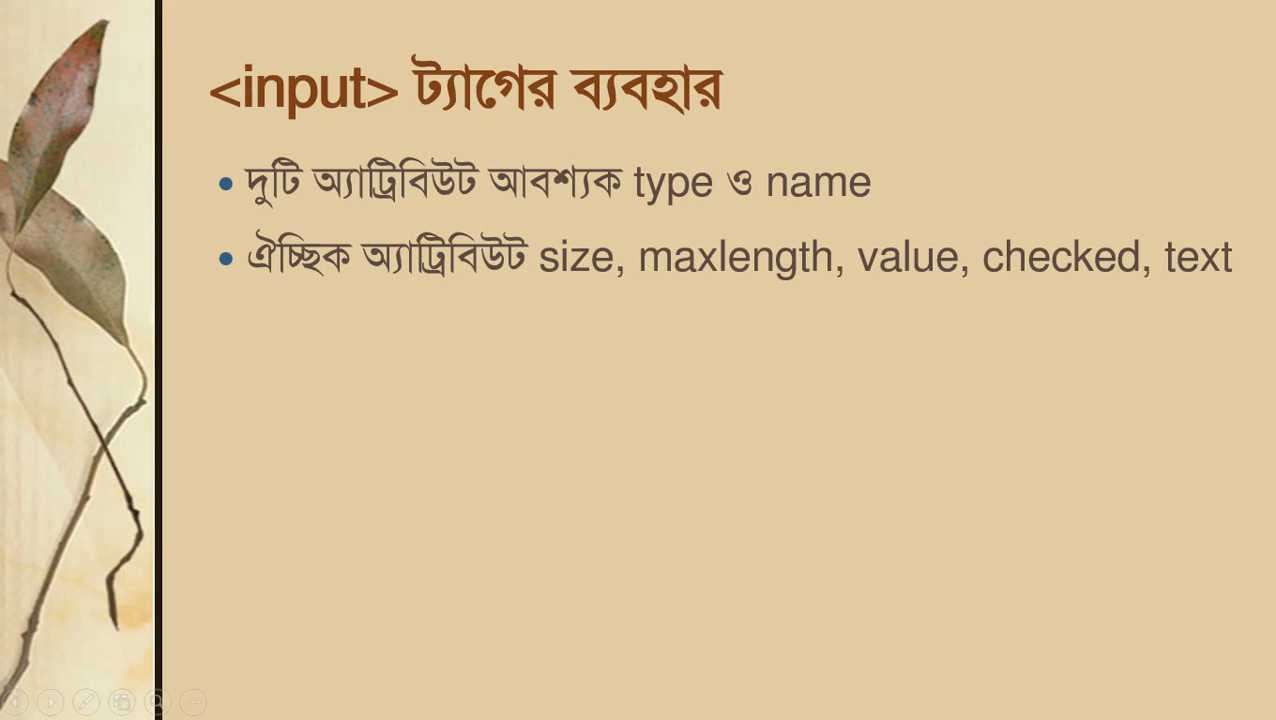 <input> ট্যাগের ব্যবহার
• দুটি অ্যাট্রিবিউট আবশ্যক type ও name
• ঐচ্ছিক অ্যাট্রিবিউট size, maxlength, value, checked, text